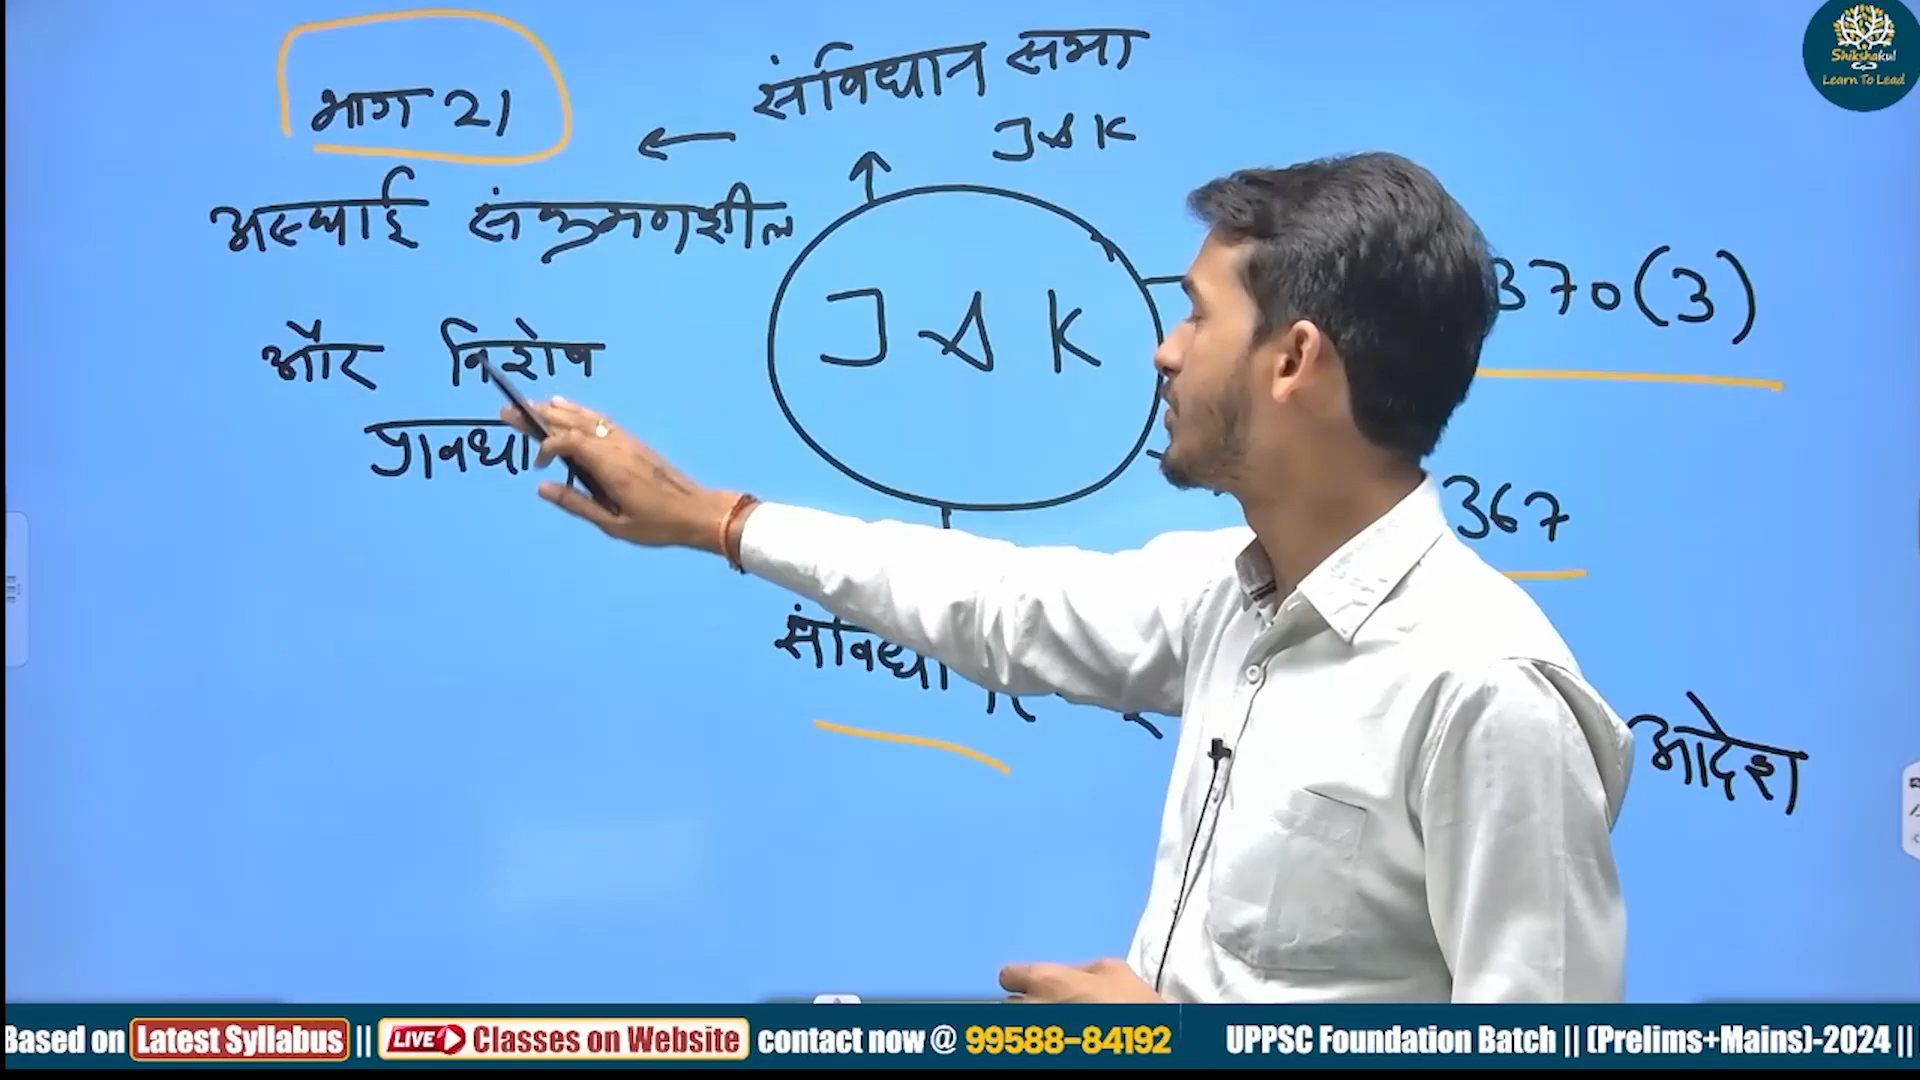 भाग 21
संविधान सभा
J & K
अस्थाई संक्रमणशील
और विशेष
J & K
370(3)
367
आदेश
Shikshakul
Learn To Lead
Based on Latest Syllabus || LIVE Classes on Website contact now @ 99588-84192 UPPSC Foundation Batch || (Prelims+Mains)-2024 ||